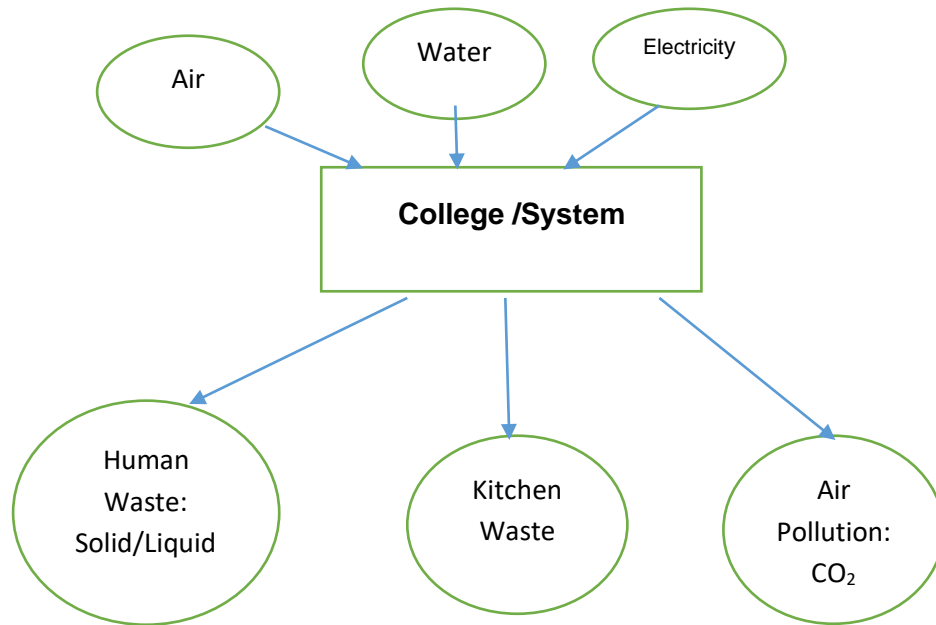 Air
Water
Electricity
College /System
Human
Waste:
Solid/Liquid
Kitchen
Waste
Air
Pollution:
CO₂